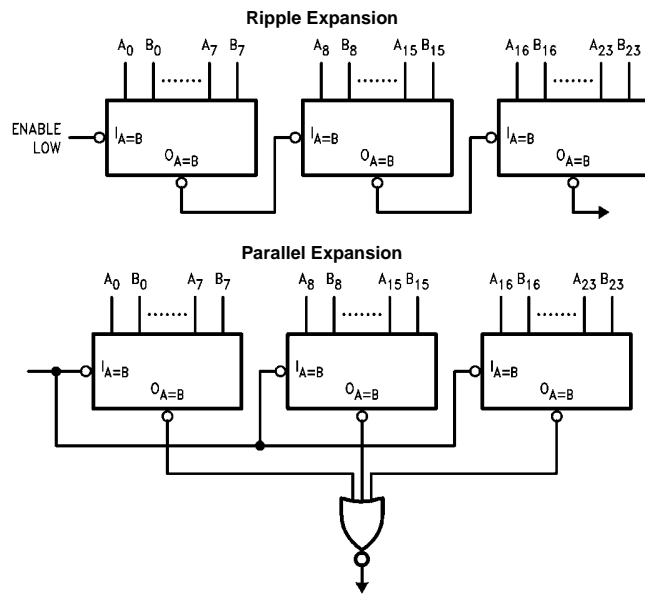 Ripple Expansion
A0 B0 ........ A7 B7 A8 B8 ........ A15 B15 A16 B16 ........ A23 B23
ENABLE
LOW
IA=B IA=B IA=B
OA=B OA=B OA=B
Parallel Expansion
A0 B0 ........ A7 B7 A8 B8 ........ A15 B15 A16 B16 ........ A23 B23
IA=B IA=B IA=B
OA=B OA=B OA=B